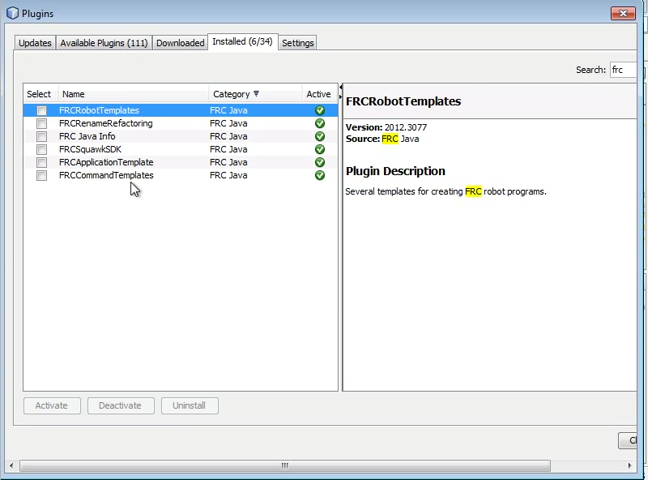 Plugins
Updates Available Plugins (111) Downloaded Installed (6/34) Settings
Search: frc
Select Name Category Active
FRCRobotTemplates FRC Java
FRCRenameRefactoring FRC Java
FRC Java Info FRC Java
FRCSquawkSDK FRC Java
FRCApplicationTemplate FRC Java
FRCCommandTemplates FRC Java
FRCRobotTemplates
Version: 2012.3077
Source: FRC Java
Plugin Description
Several templates for creating FRC robot programs.
Activate Deactivate Uninstall